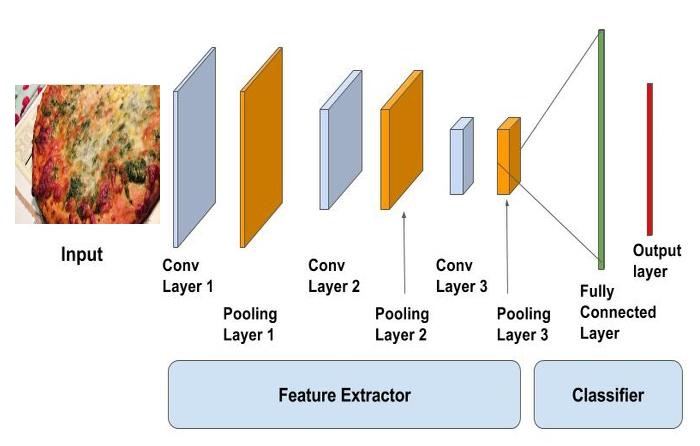 Input
Conv
Layer 1
Pooling
Layer 1
Conv
Layer 2
Pooling
Layer 2
Conv
Layer 3
Pooling
Layer 3
Fully
Connected
Layer
Output
layer
Feature Extractor
Classifier